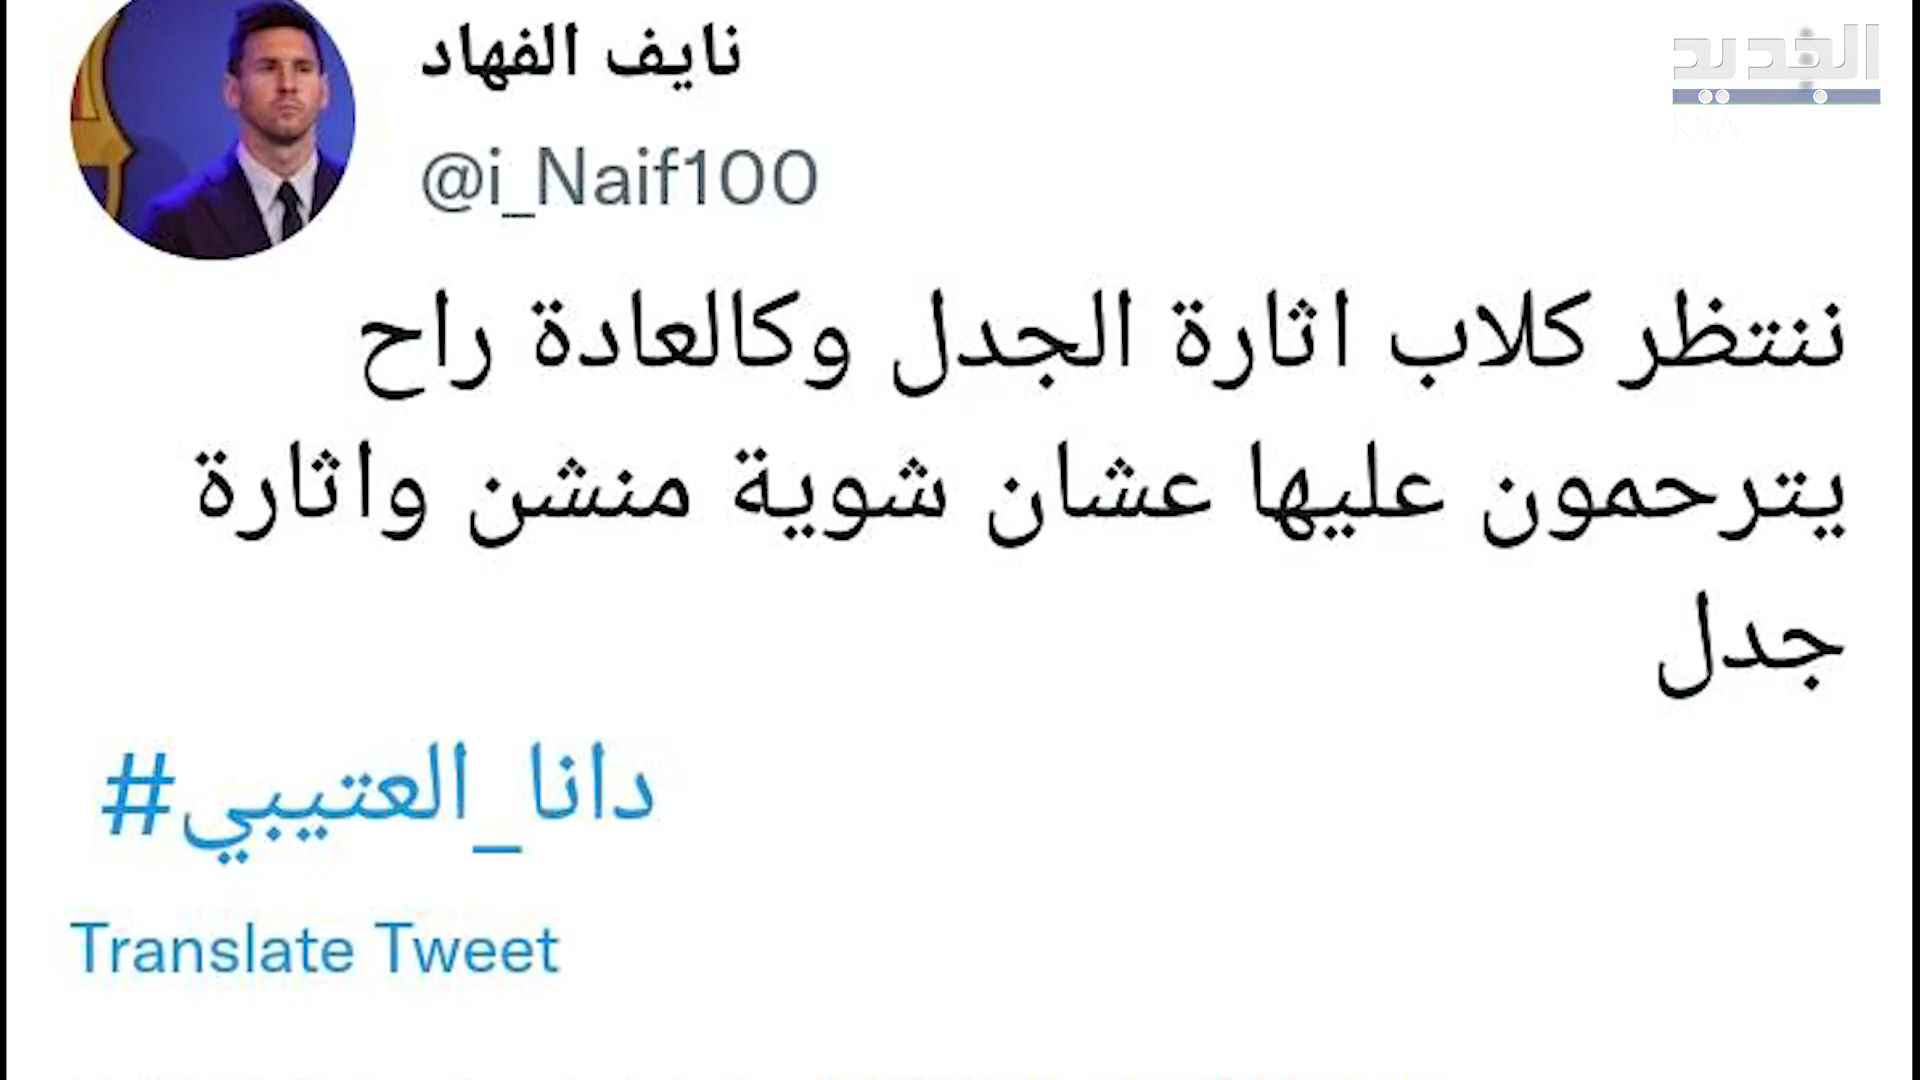 الجديد
KSA
نايف الفهاد
@i_Naif100
ننتظر كلاب اثارة الجدل وكالعادة راح
يترحمون عليها عشان شوية منشن واثارة
جدل
#دانا_العتيبي
Translate Tweet